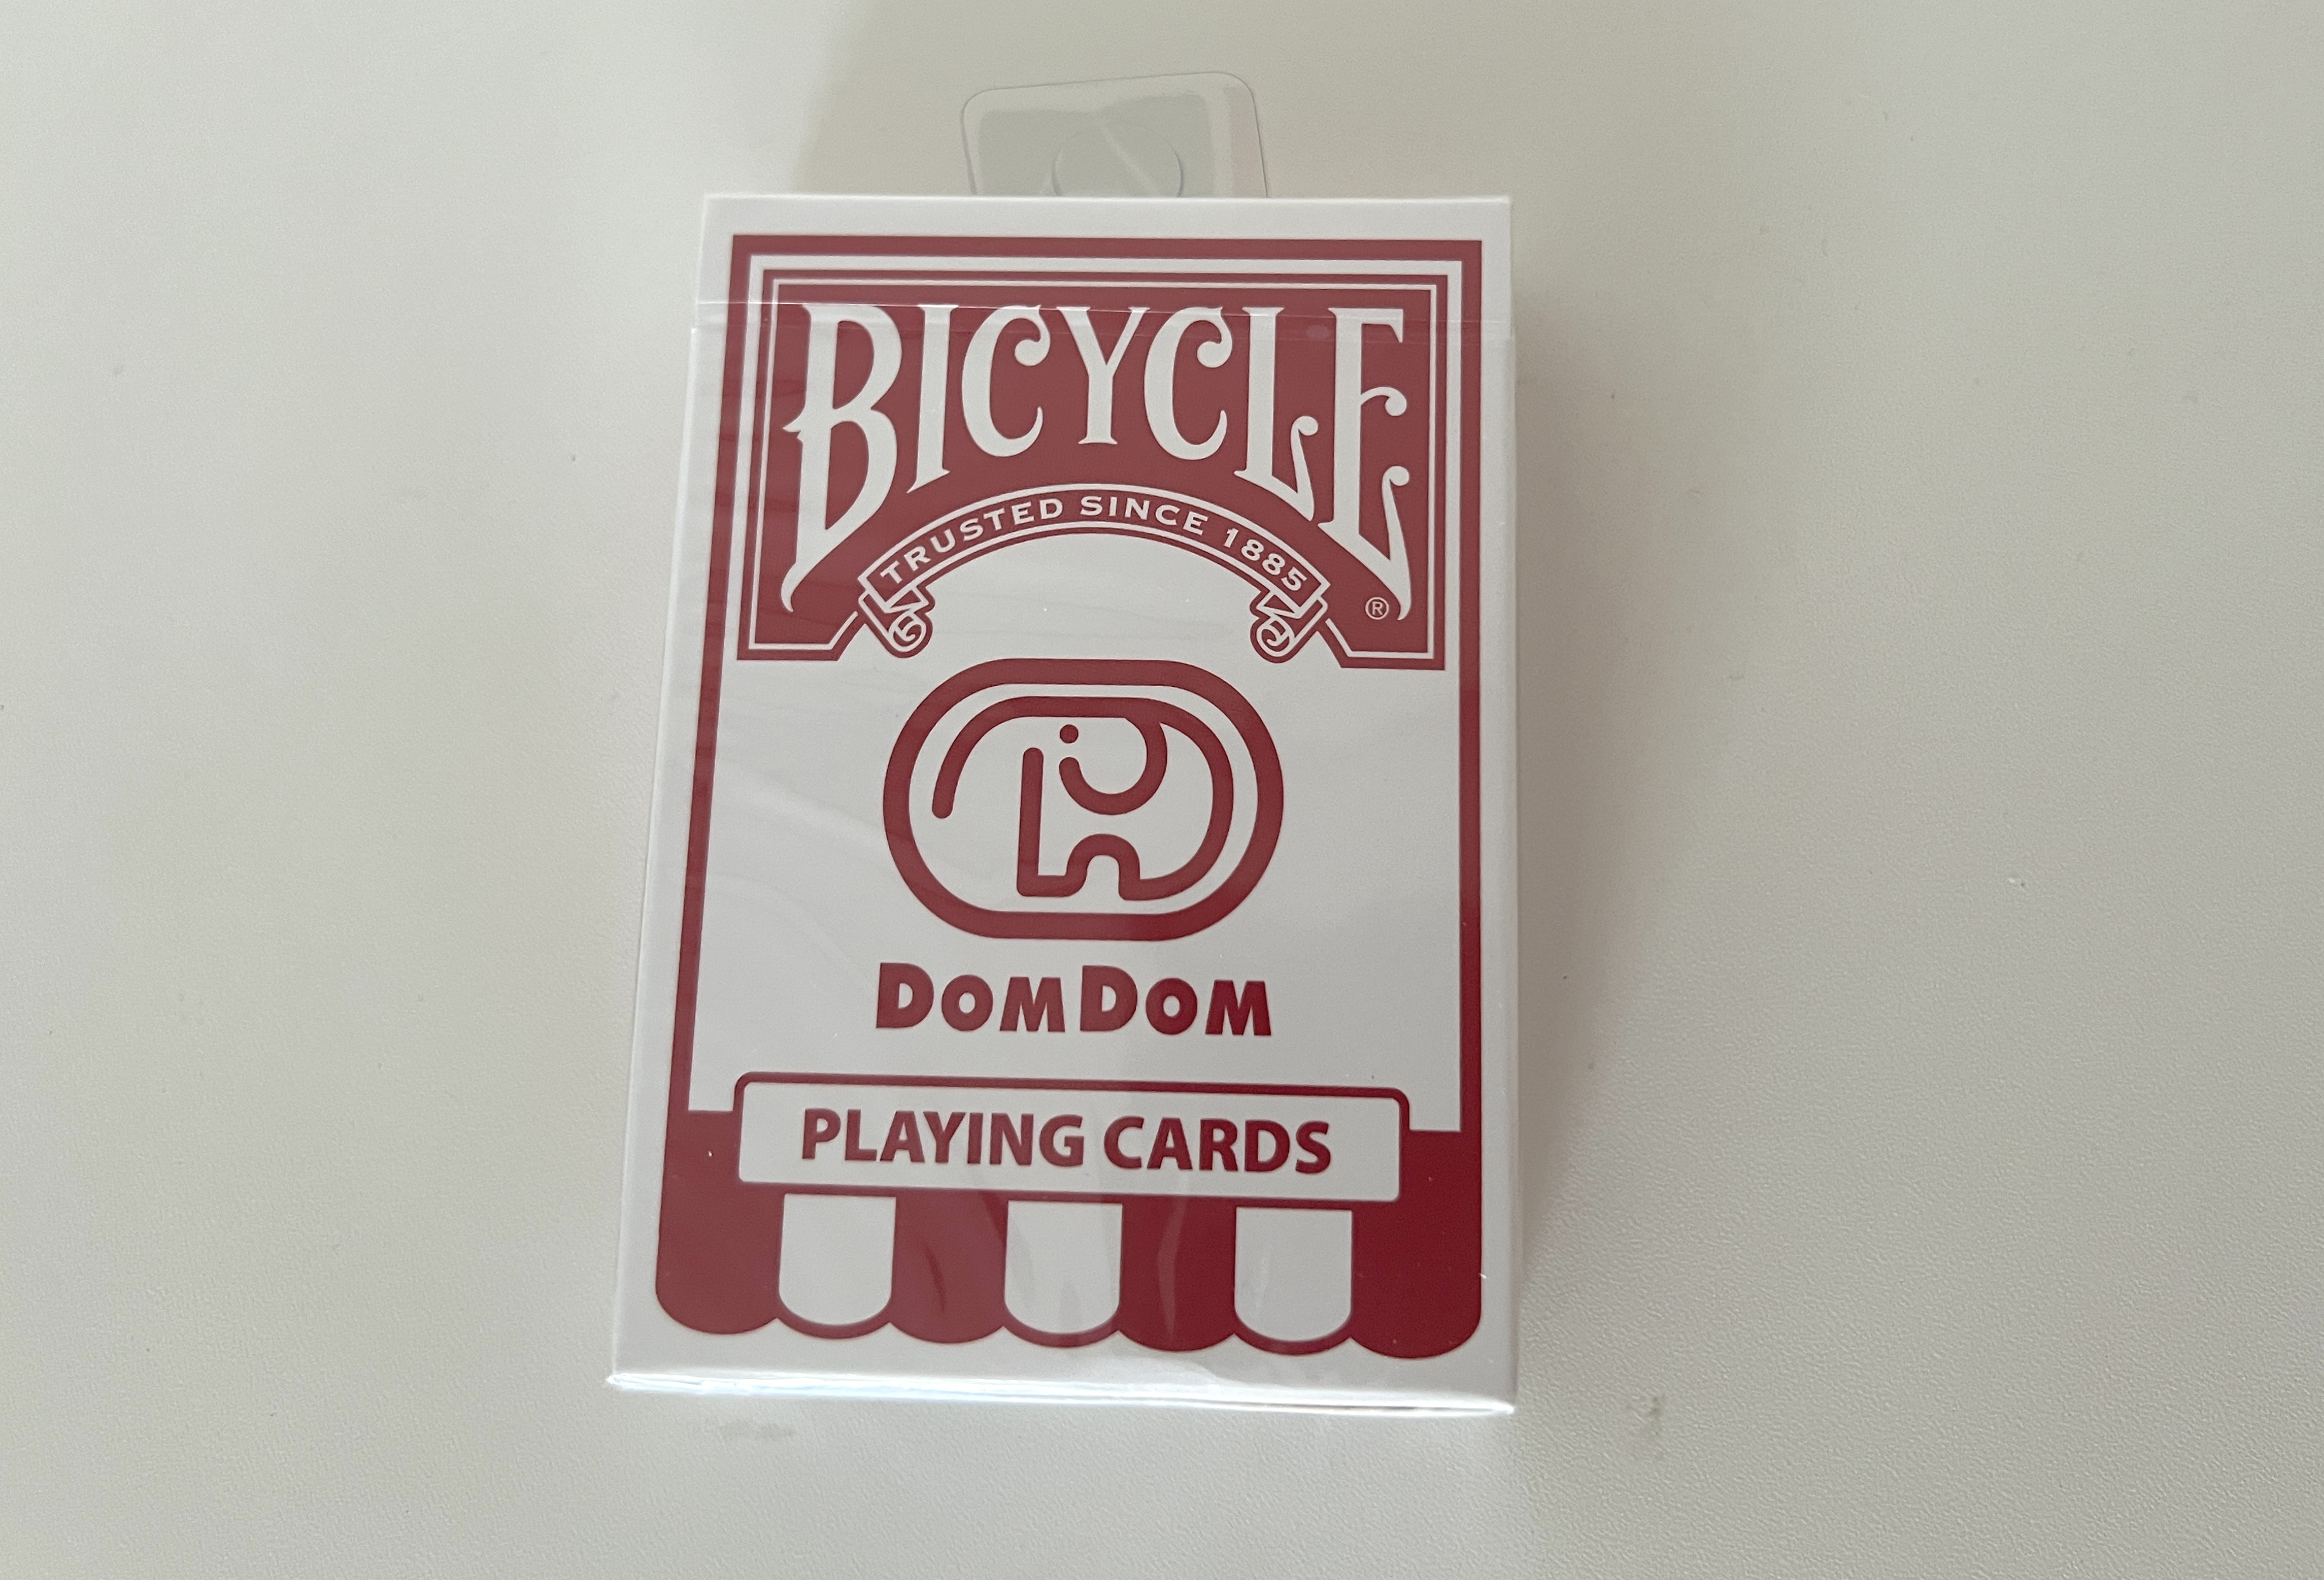 BICYCLE
TRUSTED SINCE 1885
®
DOMDOM
PLAYING CARDS